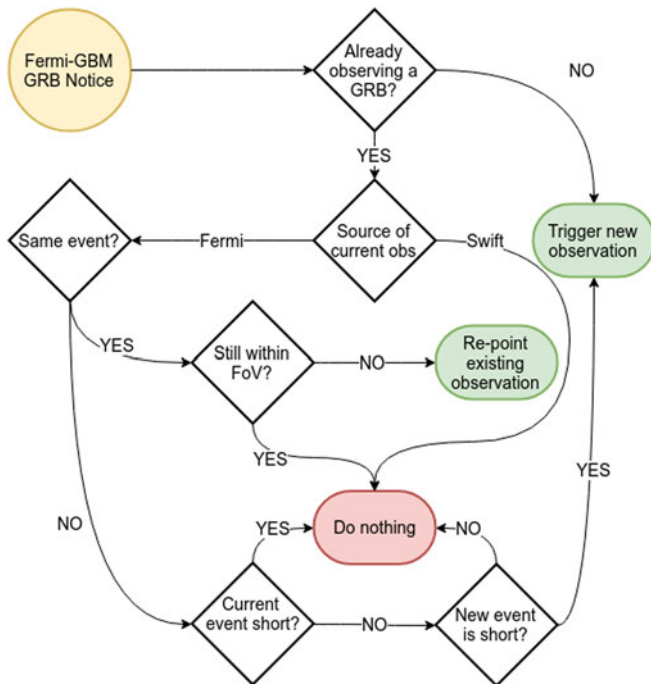 Fermi-GBM
GRB Notice
Already
observing a
GRB?
NO
YES
Same event?
Fermi
Source of
current obs
Swift
Trigger new
observation
YES
Still within
FoV?
NO
Re-point
existing
observation
YES
YES
NO
YES
Do nothing
NO
Current
event short?
NO
New event
is short?